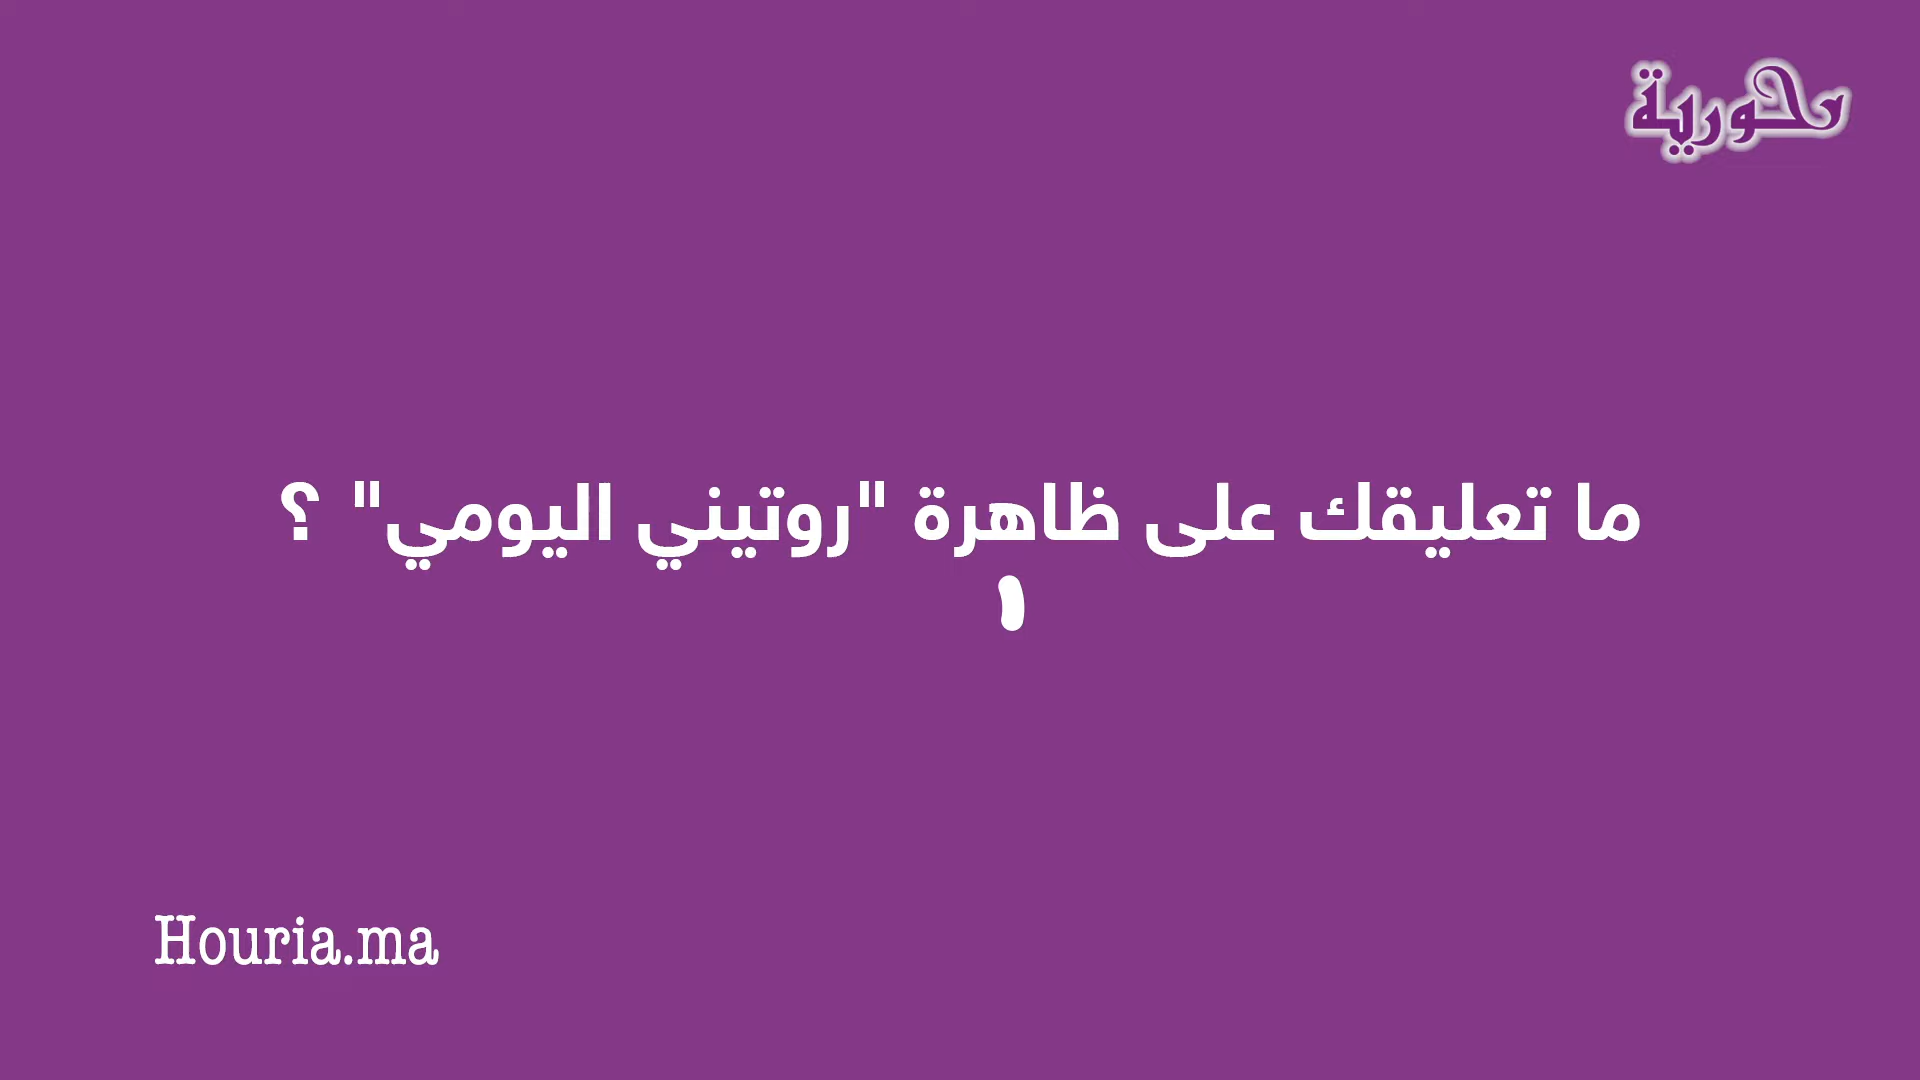 حورية
ما تعليقك على ظاهرة "روتيني اليومي" ؟
١
Houria.ma